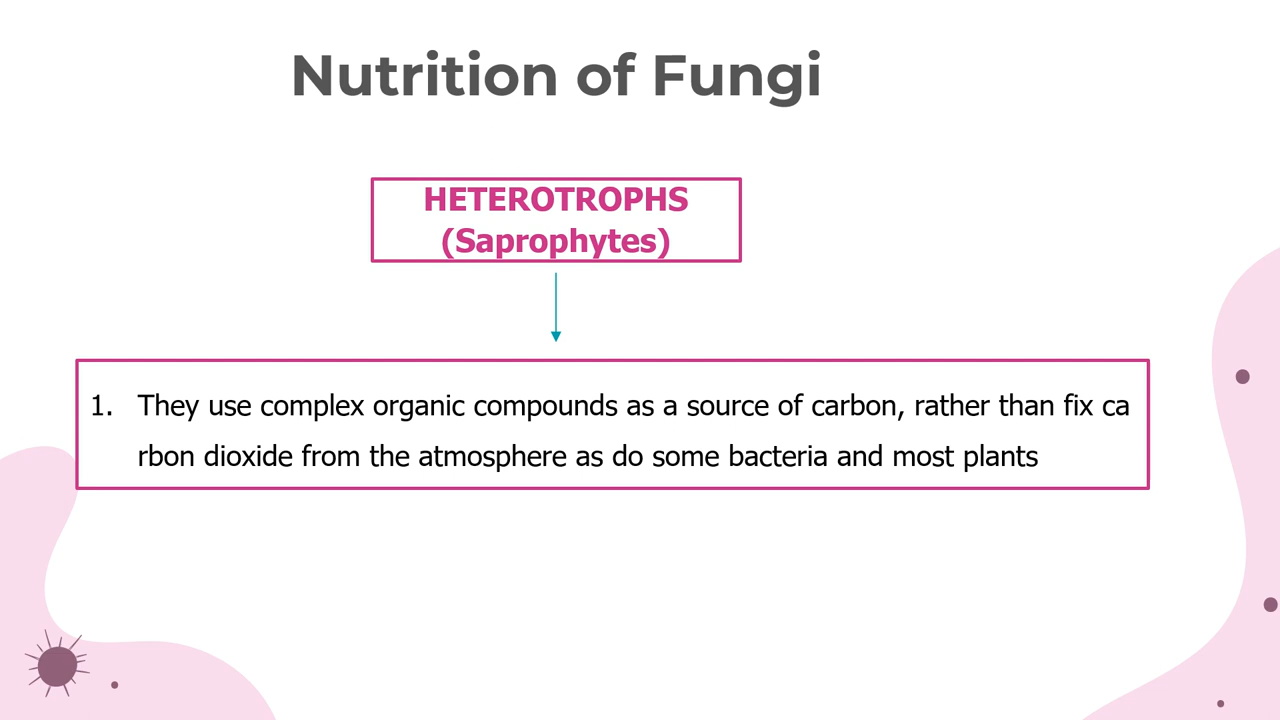 Nutrition of Fungi
HETEROTROPHS
(Saprophytes)
1. They use complex organic compounds as a source of carbon, rather than fix ca
rbon dioxide from the atmosphere as do some bacteria and most plants